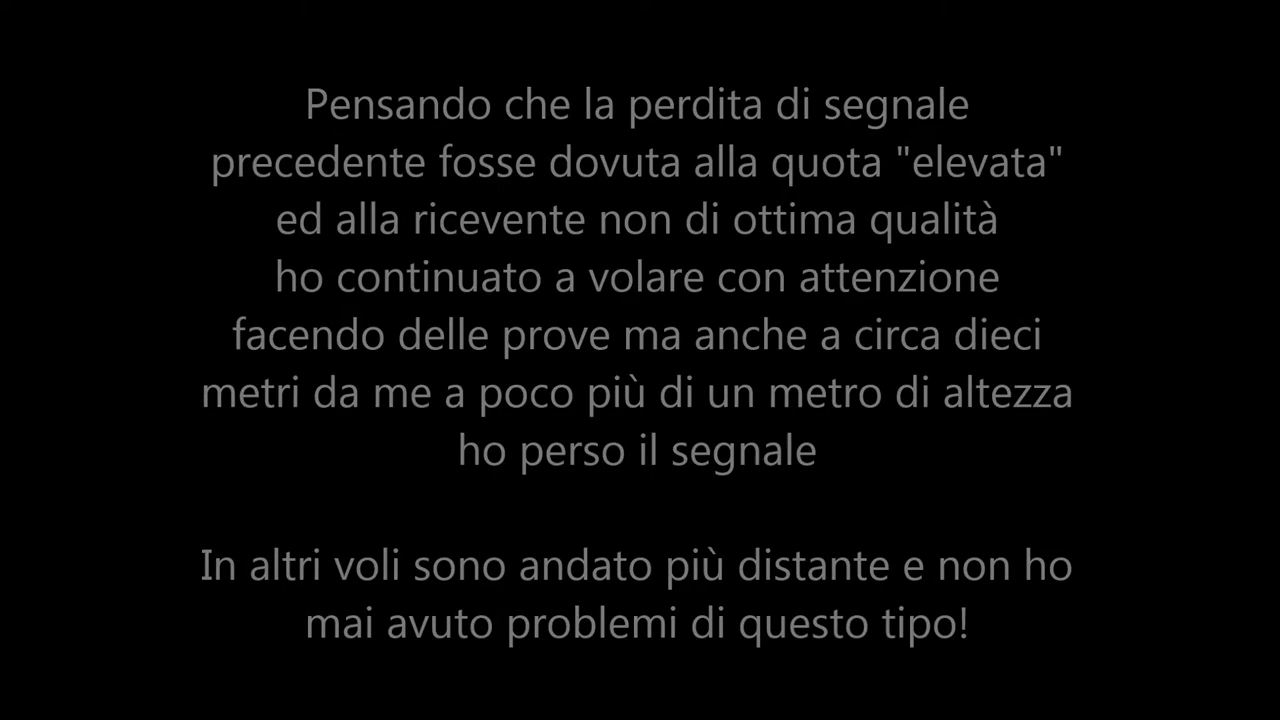 Pensando che la perdita di segnale
precedente fosse dovuta alla quota "elevata"
ed alla ricevente non di ottima qualità
ho continuato a volare con attenzione
facendo delle prove ma anche a circa dieci
metri da me a poco più di un metro di altezza
ho perso il segnale
In altri voli sono andato più distante e non ho
mai avuto problemi di questo tipo!